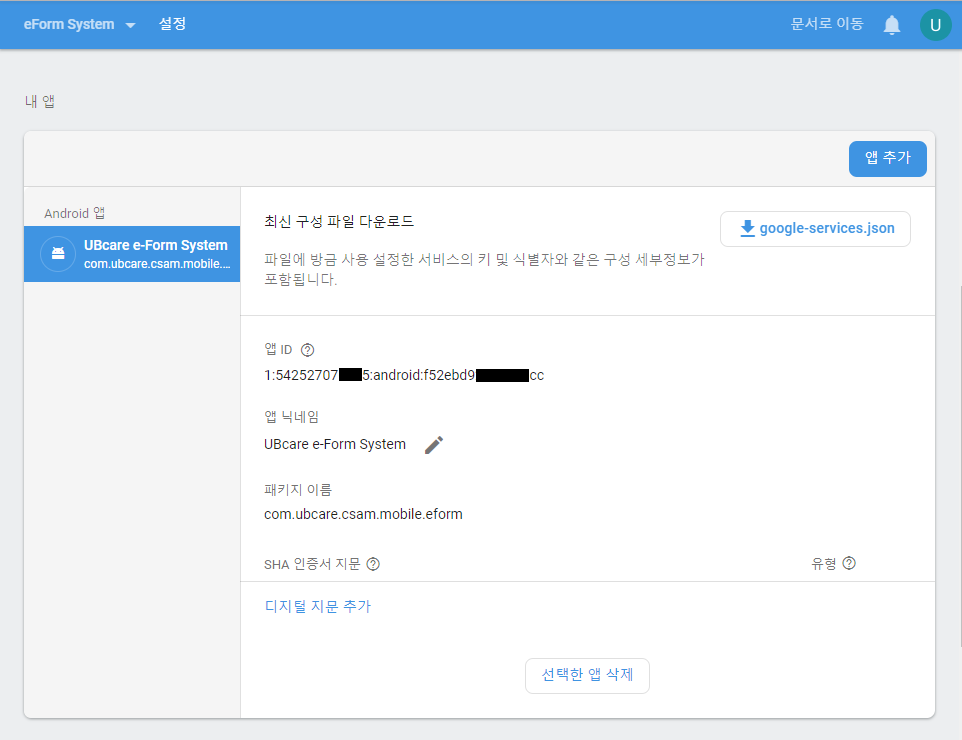 eForm System
설정
문서로 이동
U
내 앱
앱 추가
Android 앱
UBcare e-Form System
com.ubcare.csam.mobile....
최신 구성 파일 다운로드
google-services.json
파일에 방금 사용 설정한 서비스의 키 및 식별자와 같은 구성 세부정보가
포함됩니다.
앱 ID
1:54252707 5:android:f52ebd9 cc
앱 닉네임
UBcare e-Form System
패키지 이름
com.ubcare.csam.mobile.eform
SHA 인증서 지문
유형
디지털 지문 추가
선택한 앱 삭제